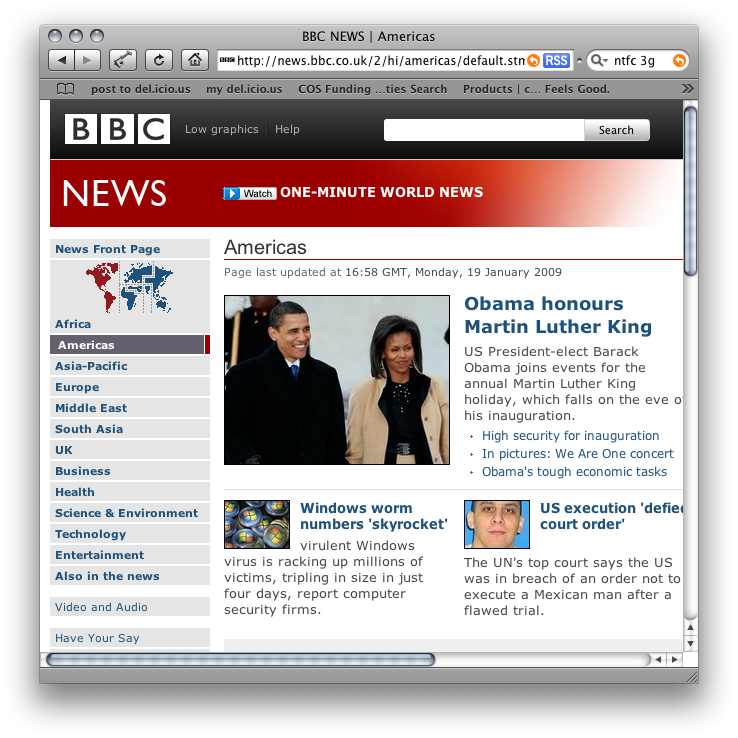 BBC NEWS | Americas
http://news.bbc.co.uk/2/hi/americas/default.stm
RSS
ntfc 3g
post to del.icio.us
my del.icio.us
COS Funding ...ties Search
Products | c... Feels Good.
BBC
Low graphics
Help
Search
NEWS
Watch ONE-MINUTE WORLD NEWS
News Front Page
Africa
Americas
Asia-Pacific
Europe
Middle East
South Asia
UK
Business
Health
Science & Environment
Technology
Entertainment
Also in the news
Video and Audio
Have Your Say
Americas
Page last updated at 16:58 GMT, Monday, 19 January 2009
Obama honours
Martin Luther King
US President-elect Barack
Obama joins events for the
annual Martin Luther King
holiday, which falls on the eve of
his inauguration.
High security for inauguration
In pictures: We Are One concert
Obama's tough economic tasks
Windows worm
numbers 'skyrocket'
virulent Windows
virus is racking up millions of
victims, tripling in size in just
four days, report computer
security firms.
US execution 'defied
court order'
The UN's top court says the US
was in breach of an order not to
execute a Mexican man after a
flawed trial.